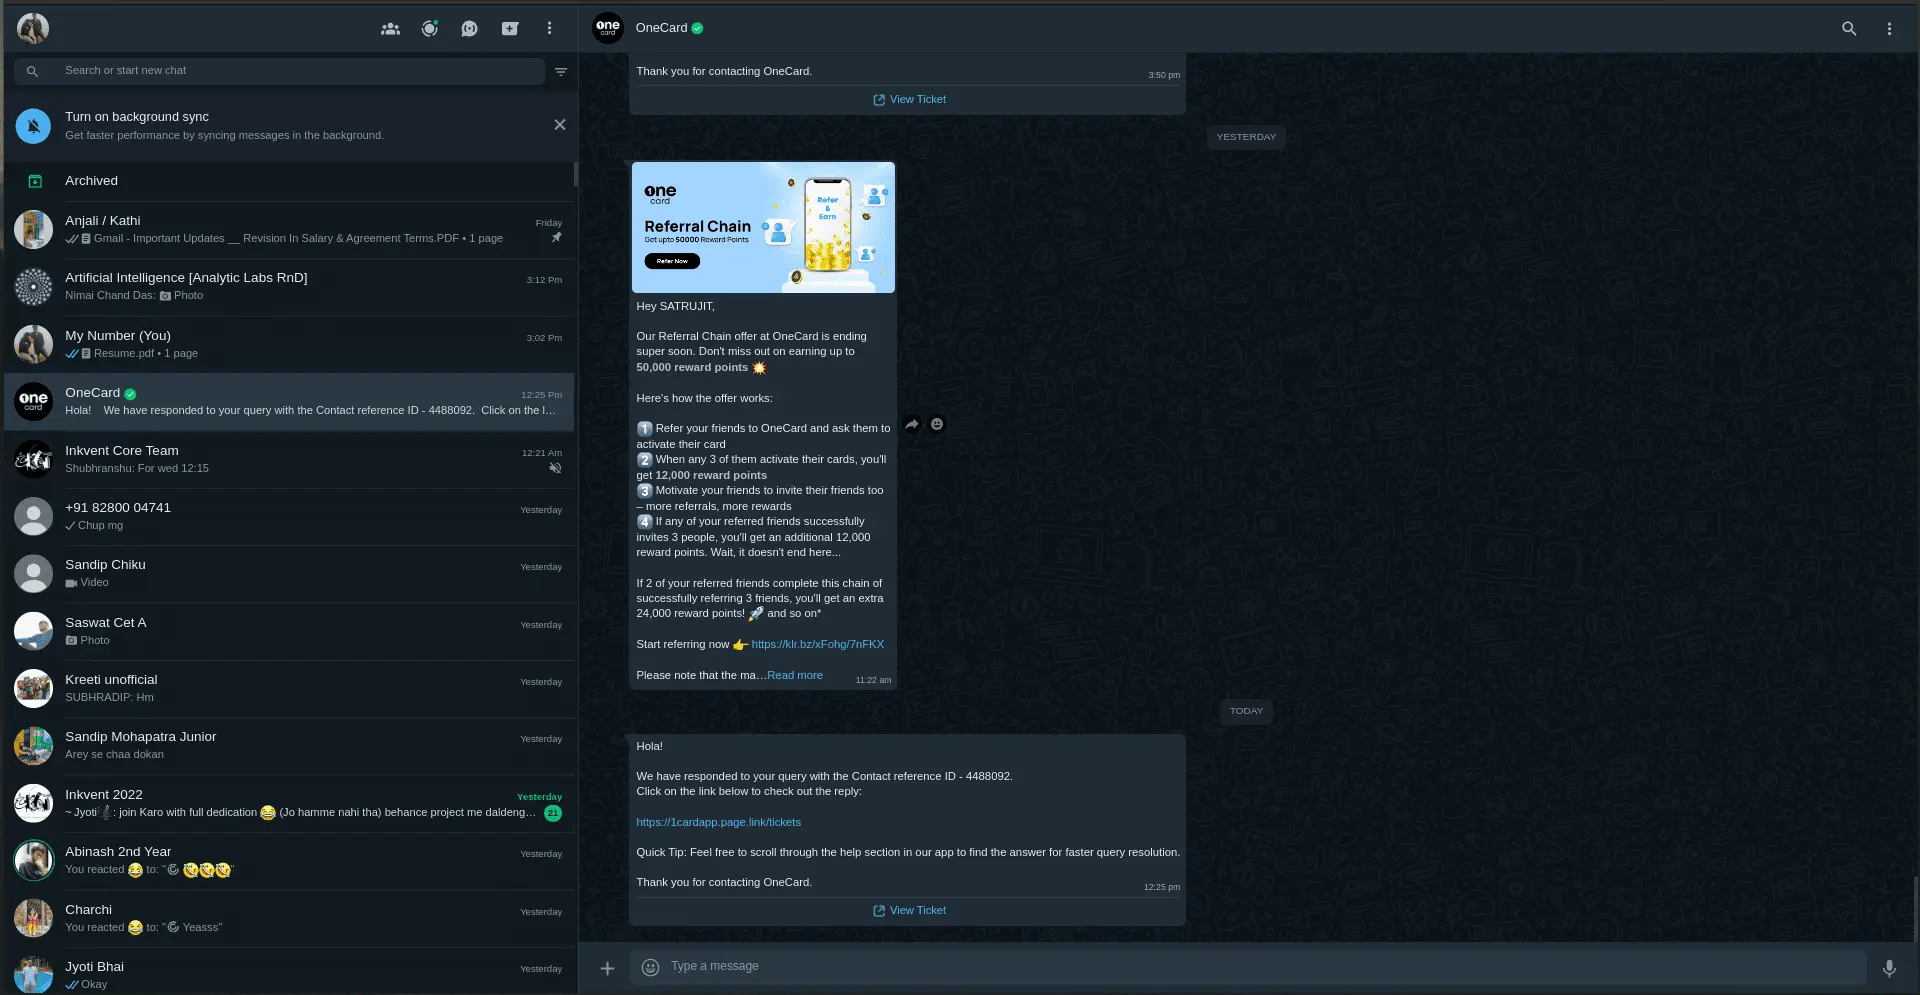 Search or start new chat
Turn on background sync
Get faster performance by syncing messages in the background.
Archived
Anjali / Kathi
Friday
Gmail - Important Updates __ Revision In Salary & Agreement Terms.PDF • 1 page
Artificial Intelligence [Analytic Labs RnD]
3:12 Pm
Nimai Chand Das: Photo
My Number (You)
3:02 Pm
Resume.pdf • 1 page
one
card
OneCard
12:25 Pm
Hola! We have responded to your query with the Contact reference ID - 4488092. Click on the l...
Inkvent Core Team
12:21 Am
Shubhranshu: For wed 12:15
+91 82800 04741
Yesterday
Chup mg
Sandip Chiku
Yesterday
Video
Saswat Cet A
Yesterday
Photo
Kreeti unofficial
Yesterday
SUBHRADIP: Hm
Sandip Mohapatra Junior
Yesterday
Arey se chaa dokan
Inkvent 2022
Yesterday
~ Jyoti🎼: join Karo with full dedication 😂 (Jo hamme nahi tha) behance project me daldeng...
21
Abinash 2nd Year
Yesterday
You reacted 😂 to: " 🤣🤣🤣"
Charchi
Yesterday
You reacted 😂 to: " Yeasss"
Jyoti Bhai
Yesterday
Okay
one
card
OneCard
Thank you for contacting OneCard.
3:50 pm
View Ticket
YESTERDAY
one
card
Referral Chain
Get upto 50000 Reward Points
Refer Now
Refer
&
Earn
Hey SATRUJIT,
Our Referral Chain offer at OneCard is ending
super soon. Don't miss out on earning up to
50,000 reward points 💥
Here's how the offer works:
1️⃣ Refer your friends to OneCard and ask them to
activate their card
2️⃣ When any 3 of them activate their cards, you'll
get 12,000 reward points
3️⃣ Motivate your friends to invite their friends too
– more referrals, more rewards
4️⃣ If any of your referred friends successfully
invites 3 people, you'll get an additional 12,000
reward points. Wait, it doesn't end here...
If 2 of your referred friends complete this chain of
successfully referring 3 friends, you'll get an extra
24,000 reward points! 🚀 and so on*
Start referring now 👉 https://klr.bz/xFohg/7nFKX
Please note that the ma...Read more
11:22 am
TODAY
Hola!
We have responded to your query with the Contact reference ID - 4488092.
Click on the link below to check out the reply:
https://1cardapp.page.link/tickets
Quick Tip: Feel free to scroll through the help section in our app to find the answer for faster query resolution.
Thank you for contacting OneCard.
12:25 pm
View Ticket
Type a message